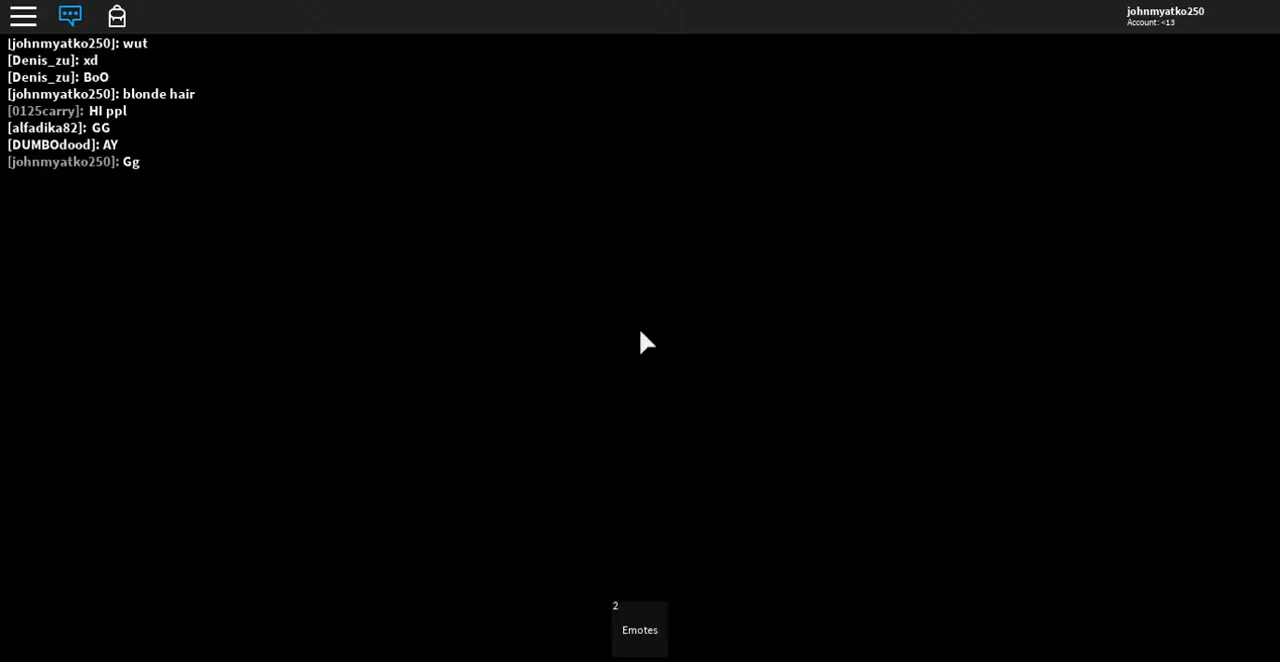 johnmyatko250
Account: <13
[johnmyatko250]: wut
[Denis_zu]: xd
[Denis_zu]: BoO
[johnmyatko250]: blonde hair
[0125carry]: HI ppl
[alfadika82]: GG
[DUMBOdood]: AY
[johnmyatko250]: Gg
2
Emotes